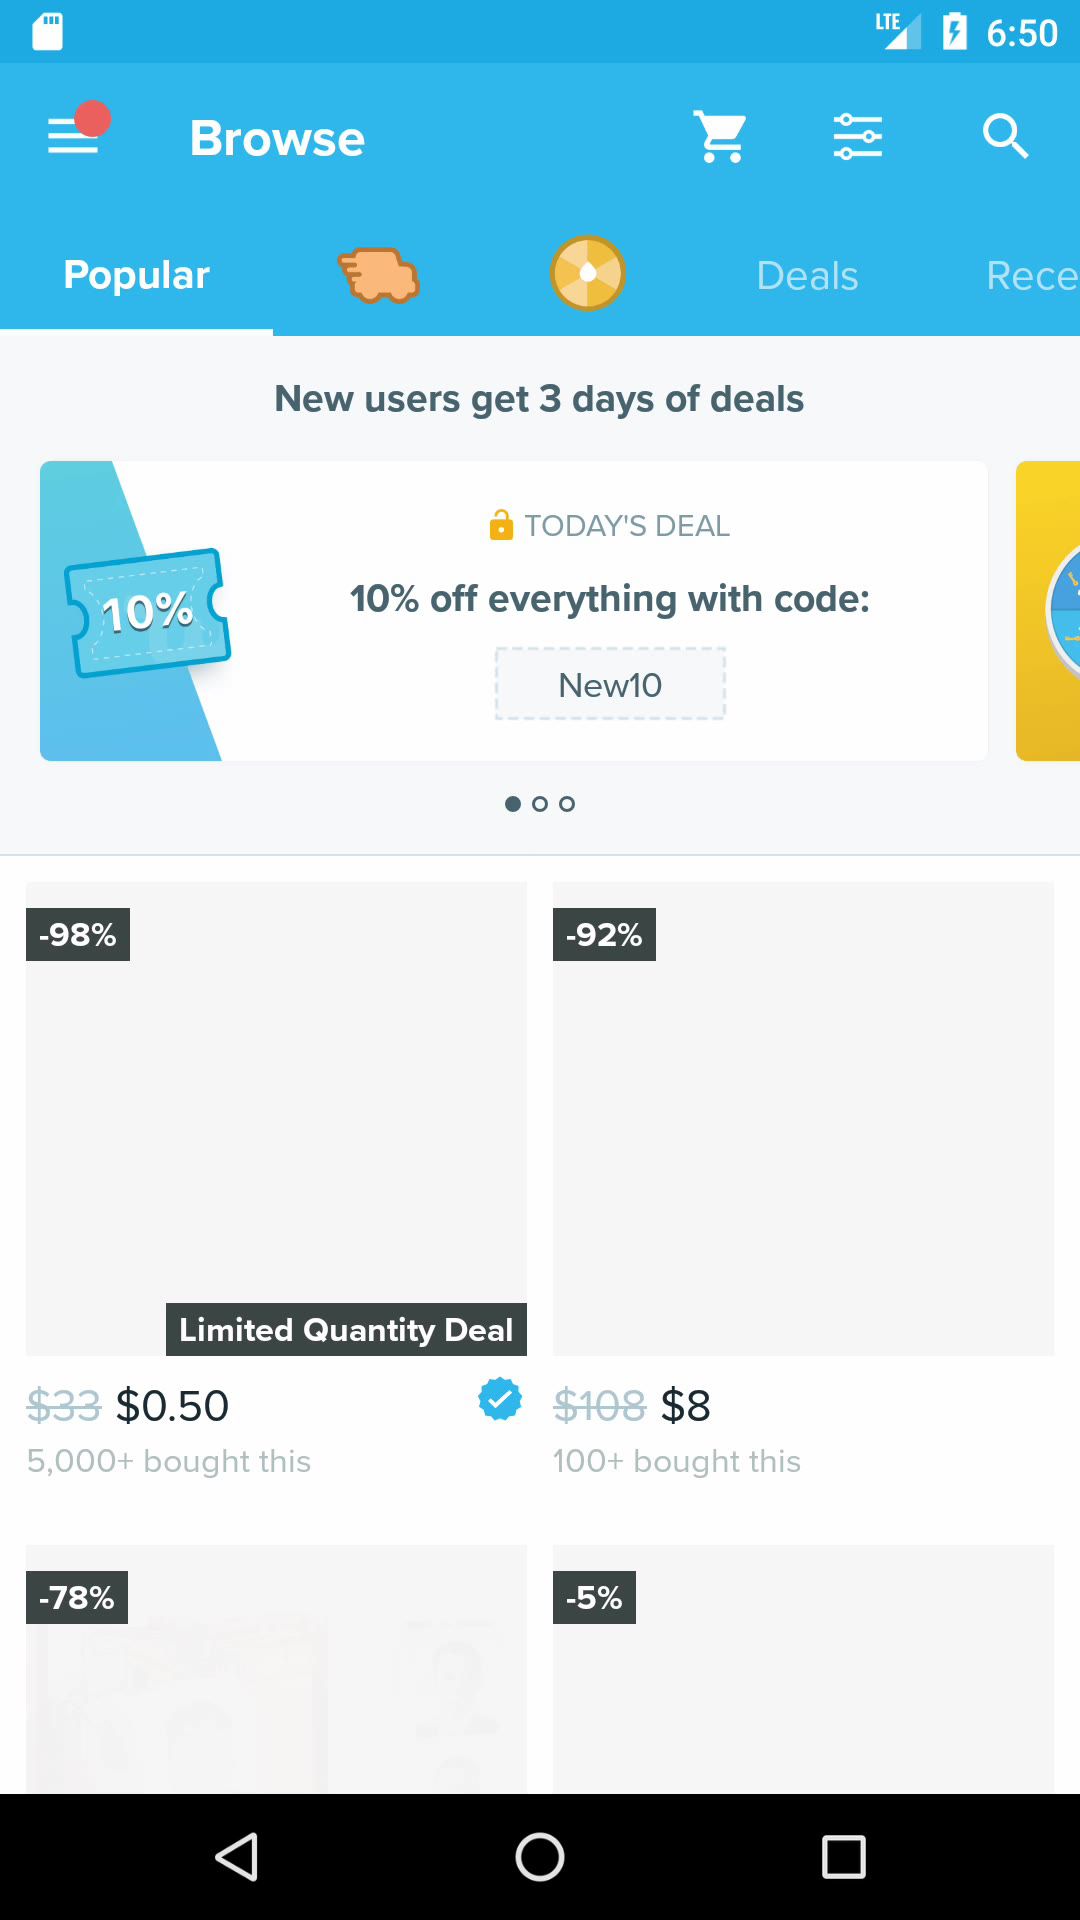 LTE 6:50
Browse
Popular Deals Rece
New users get 3 days of deals
TODAY'S DEAL
10% off everything with code:
10%
New10
-98% -92%
Limited Quantity Deal
$33 $0.50 $108 $8
5,000+ bought this 100+ bought this
-78% -5%